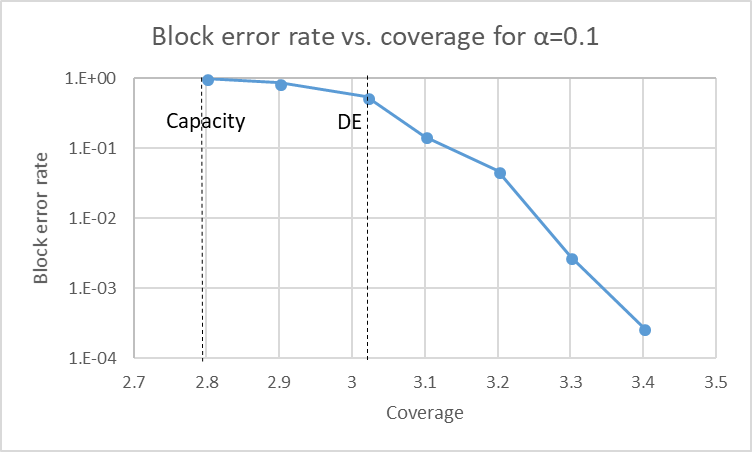 Block error rate vs. coverage for α=0.1
1.E+00
Capacity
DE
1.E-01
1.E-02
1.E-03
1.E-04
Block error rate
2.7 2.8 2.9 3 3.1 3.2 3.3 3.4 3.5
Coverage